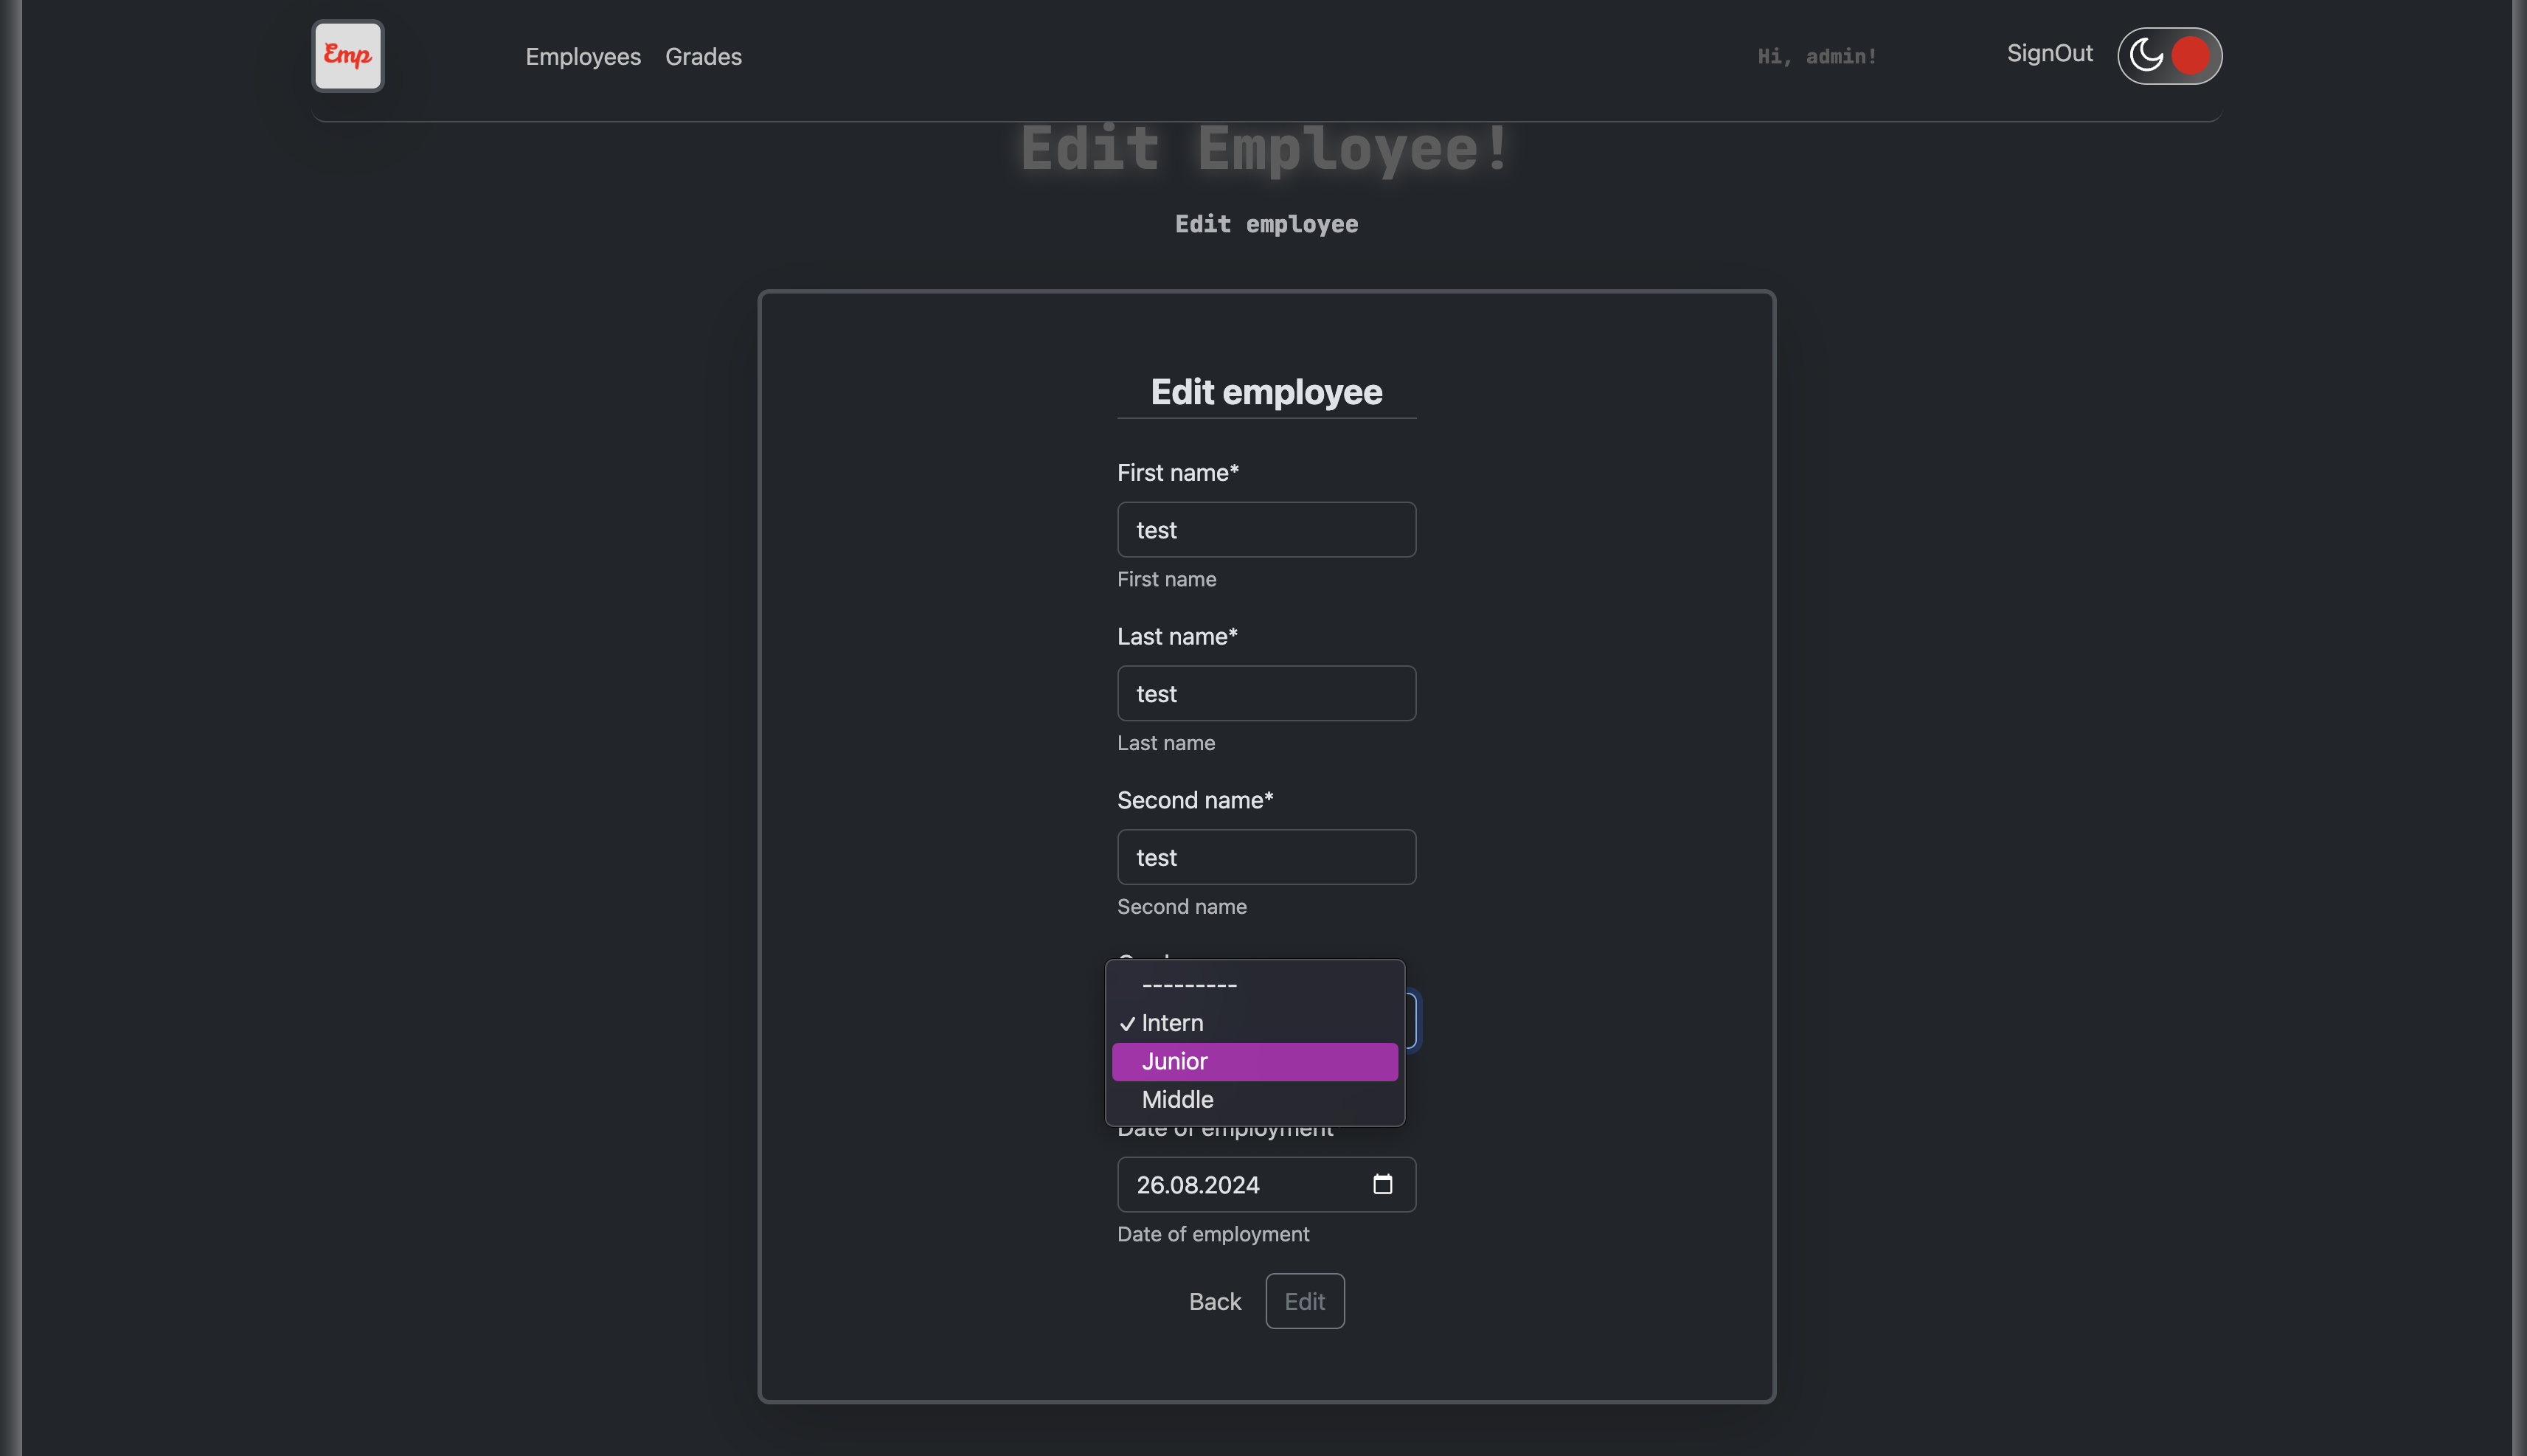 Emp
Employees Grades
Hi, admin!
SignOut
Edit Employee!
Edit employee
Edit employee
First name*
test
First name
Last name*
test
Last name
Second name*
test
Second name
---------
✓ Intern
Junior
Middle
Date of employment
26.08.2024
Date of employment
Back Edit